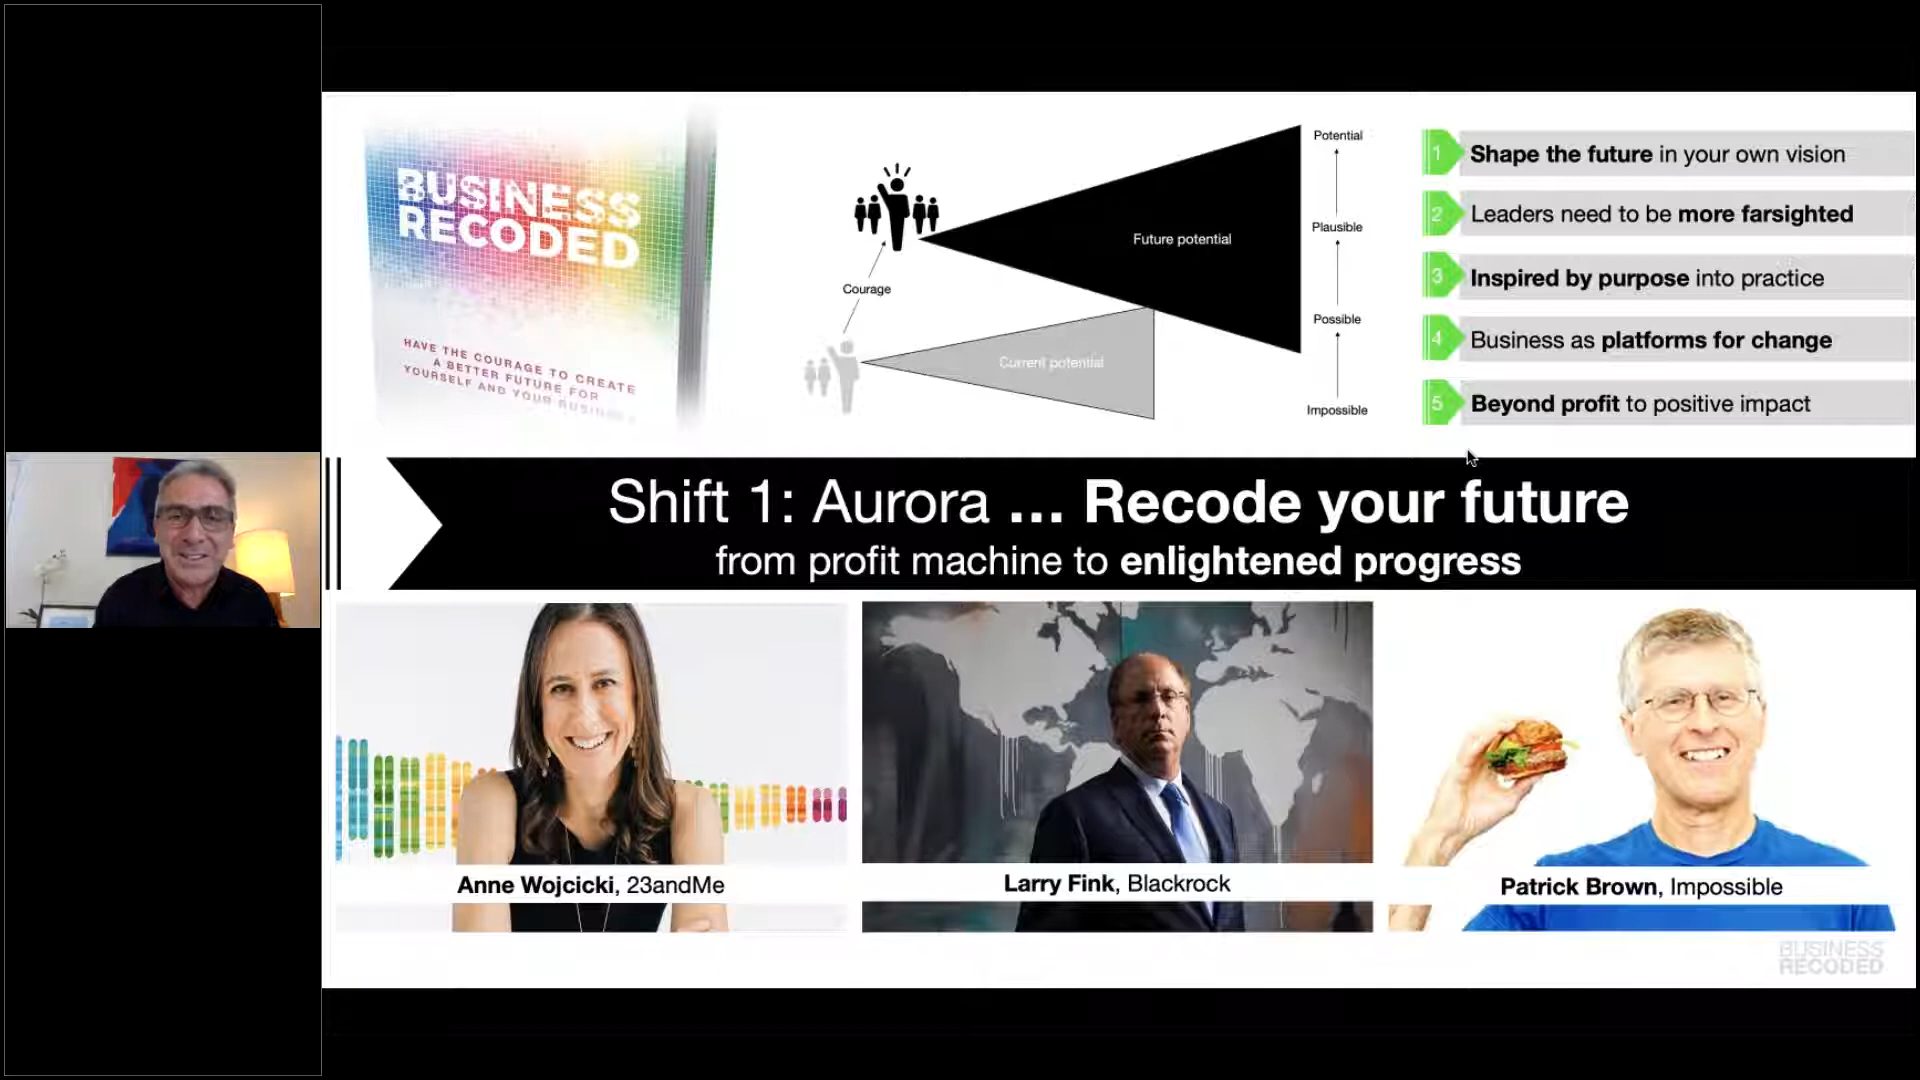 BUSINESS
RECODED
HAVE THE COURAGE TO CREATE
A BETTER FUTURE FOR
YOURSELF AND YOUR BUSINESS
Courage
Future potential
Current potential
Potential
Plausible
Possible
Impossible
1 Shape the future in your own vision
2 Leaders need to be more farsighted
3 Inspired by purpose into practice
4 Business as platforms for change
5 Beyond profit to positive impact
Shift 1: Aurora ... Recode your future
from profit machine to enlightened progress
Anne Wojcicki, 23andMe
Larry Fink, Blackrock
Patrick Brown, Impossible
BUSINESS
RECODED